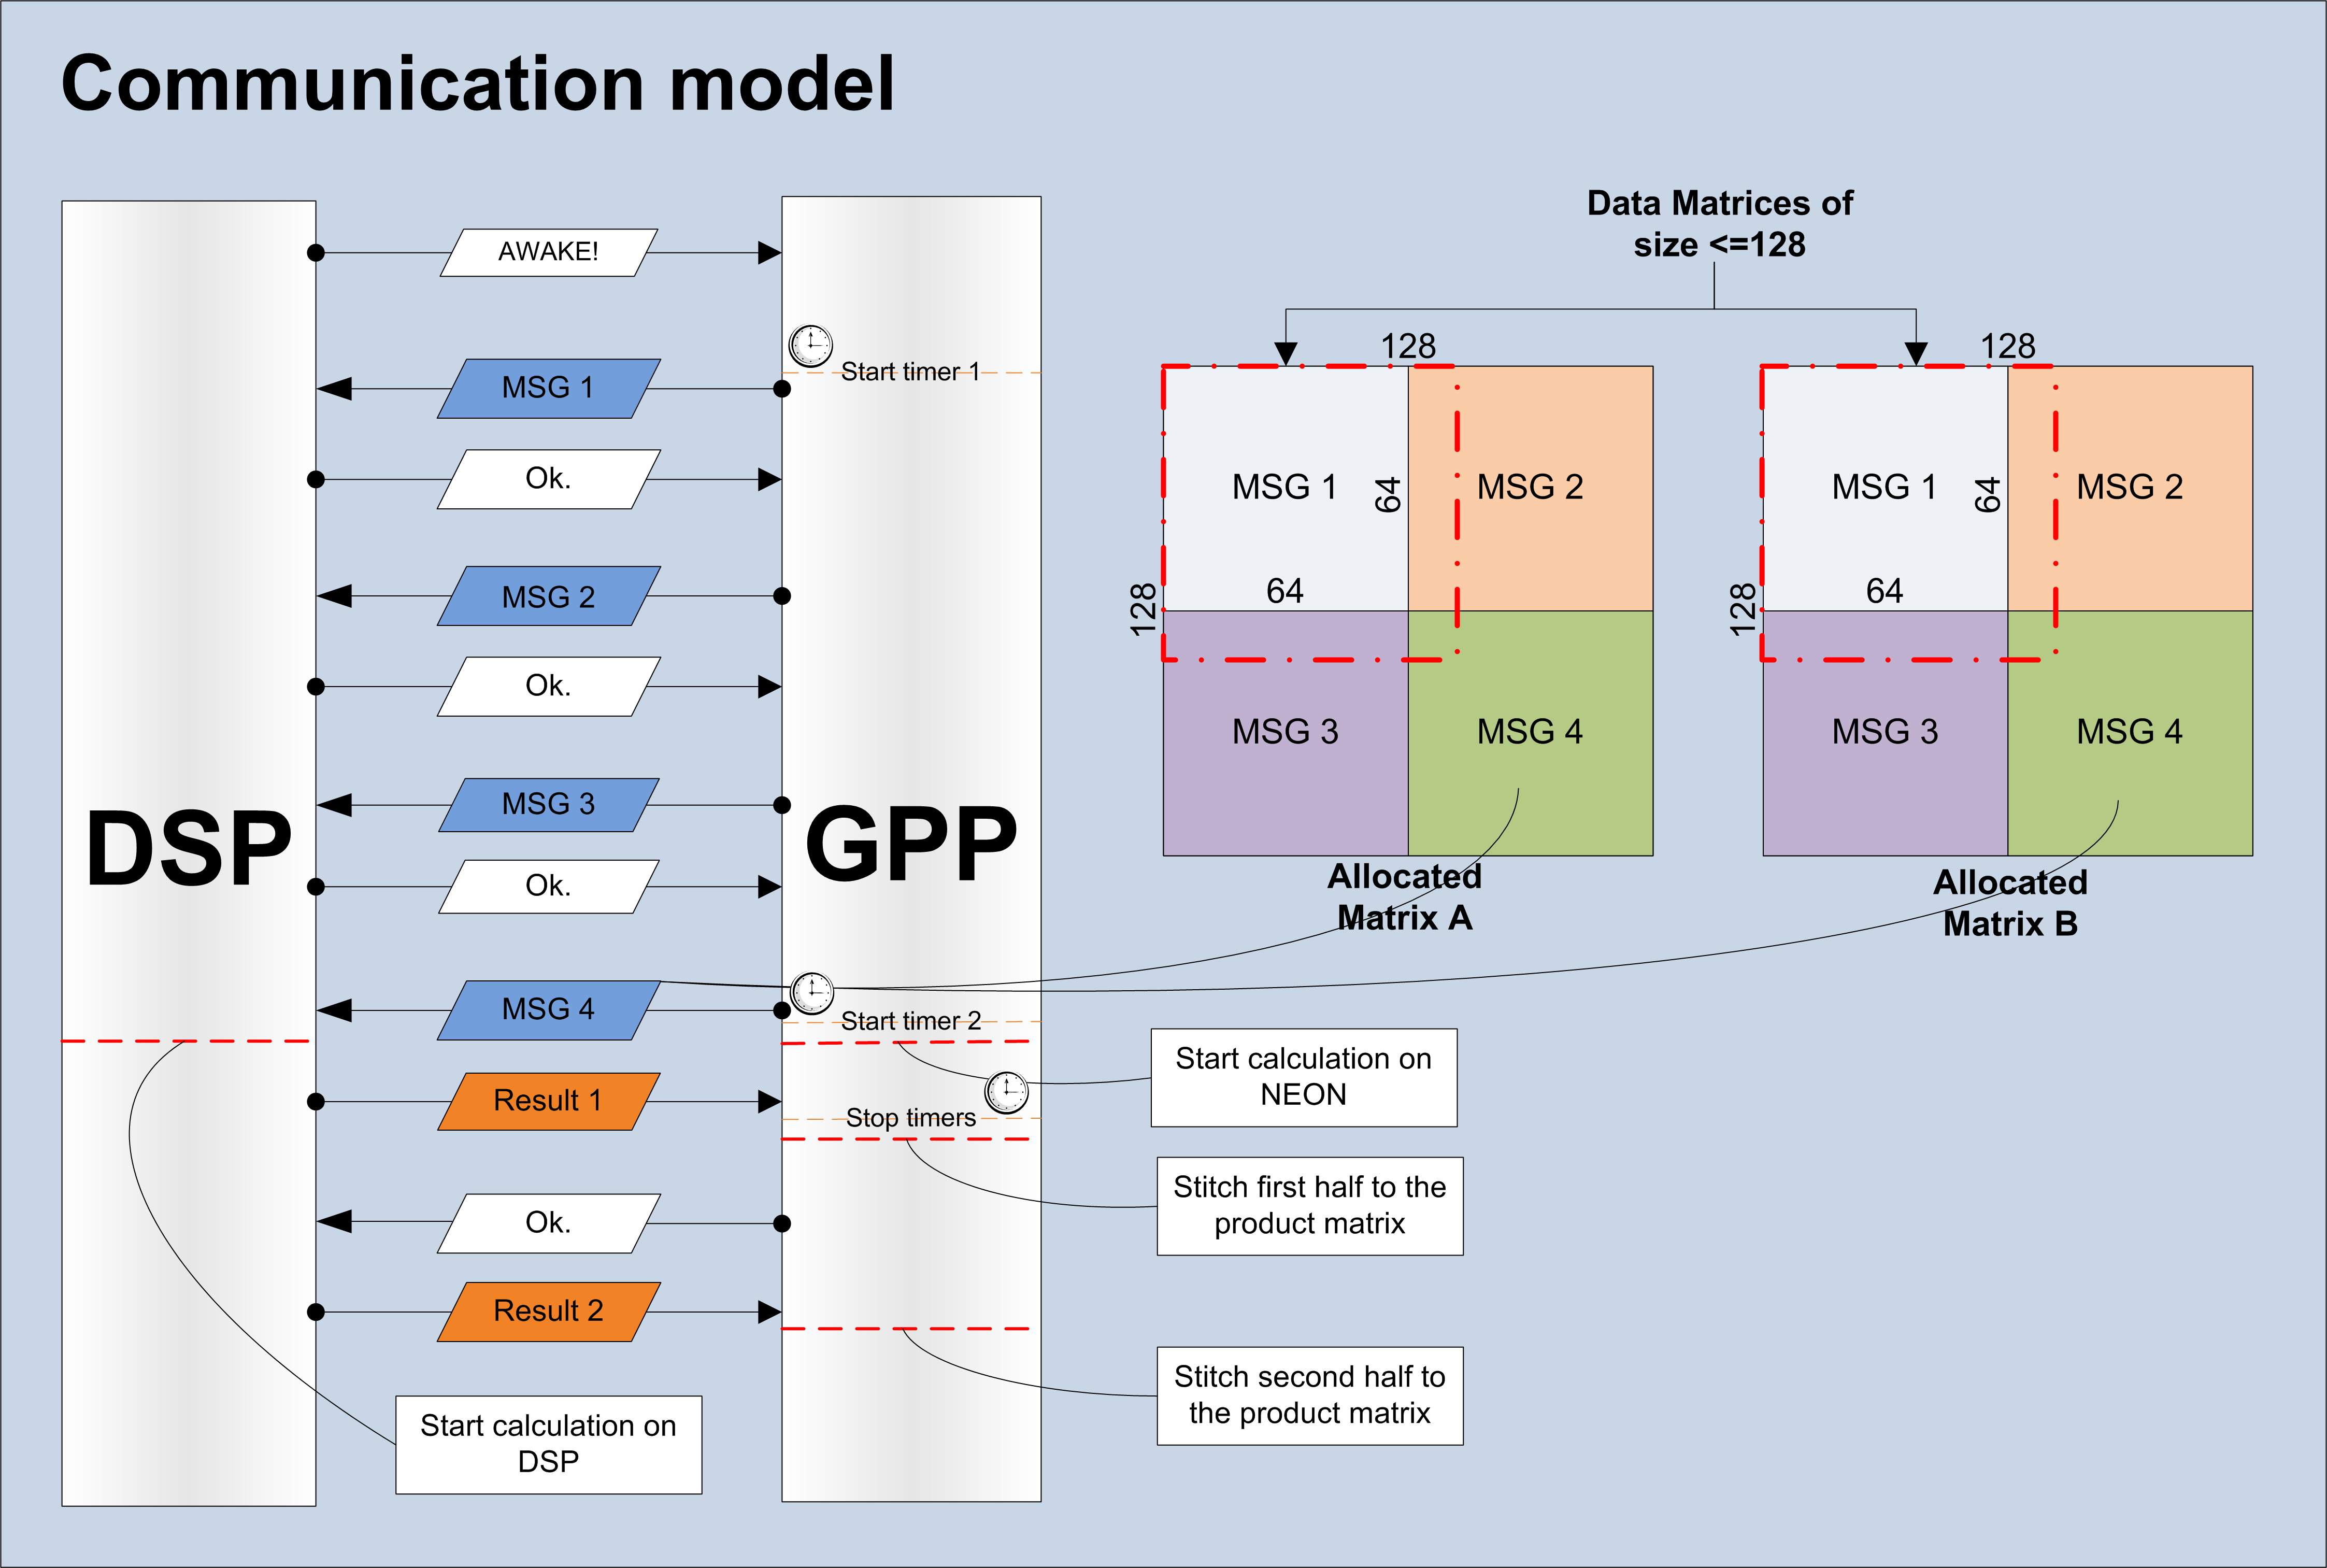 Communication model
DSP
GPP
AWAKE!
Start timer 1
MSG 1
Ok.
MSG 2
Ok.
MSG 3
Ok.
MSG 4
Start timer 2
Result 1
Stop timers
Ok.
Result 2
Start calculation on
DSP
Start calculation on
NEON
Stitch first half to the
product matrix
Stitch second half to
the product matrix
Data Matrices of
size <=128
128
128
64
64
MSG 1
MSG 2
MSG 3
MSG 4
Allocated
Matrix A
128
128
64
64
MSG 1
MSG 2
MSG 3
MSG 4
Allocated
Matrix B